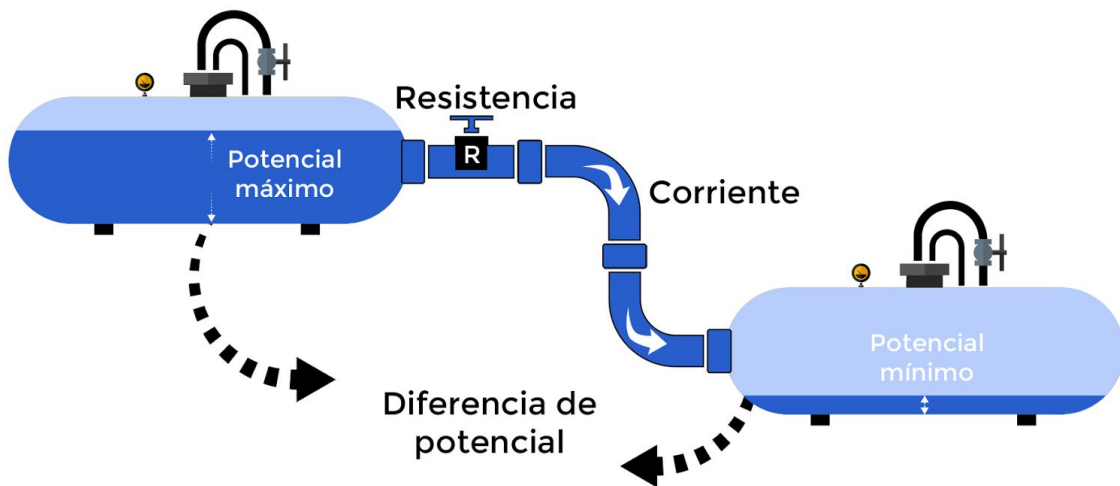 Resistencia
R
Potencial
máximo
Corriente
Potencial
mínimo
Diferencia de
potencial